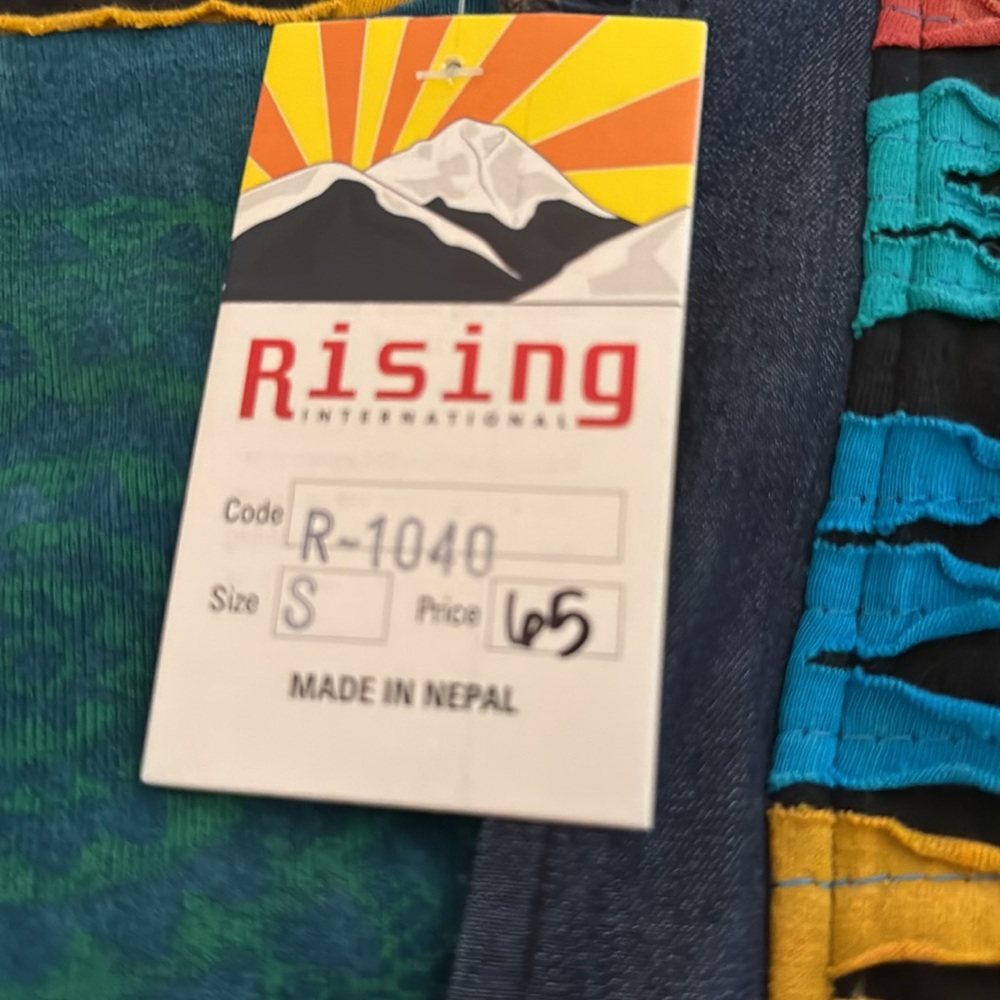 Rising
INTERNATIONAL
Code R-1040
Size S Price 65
MADE IN NEPAL